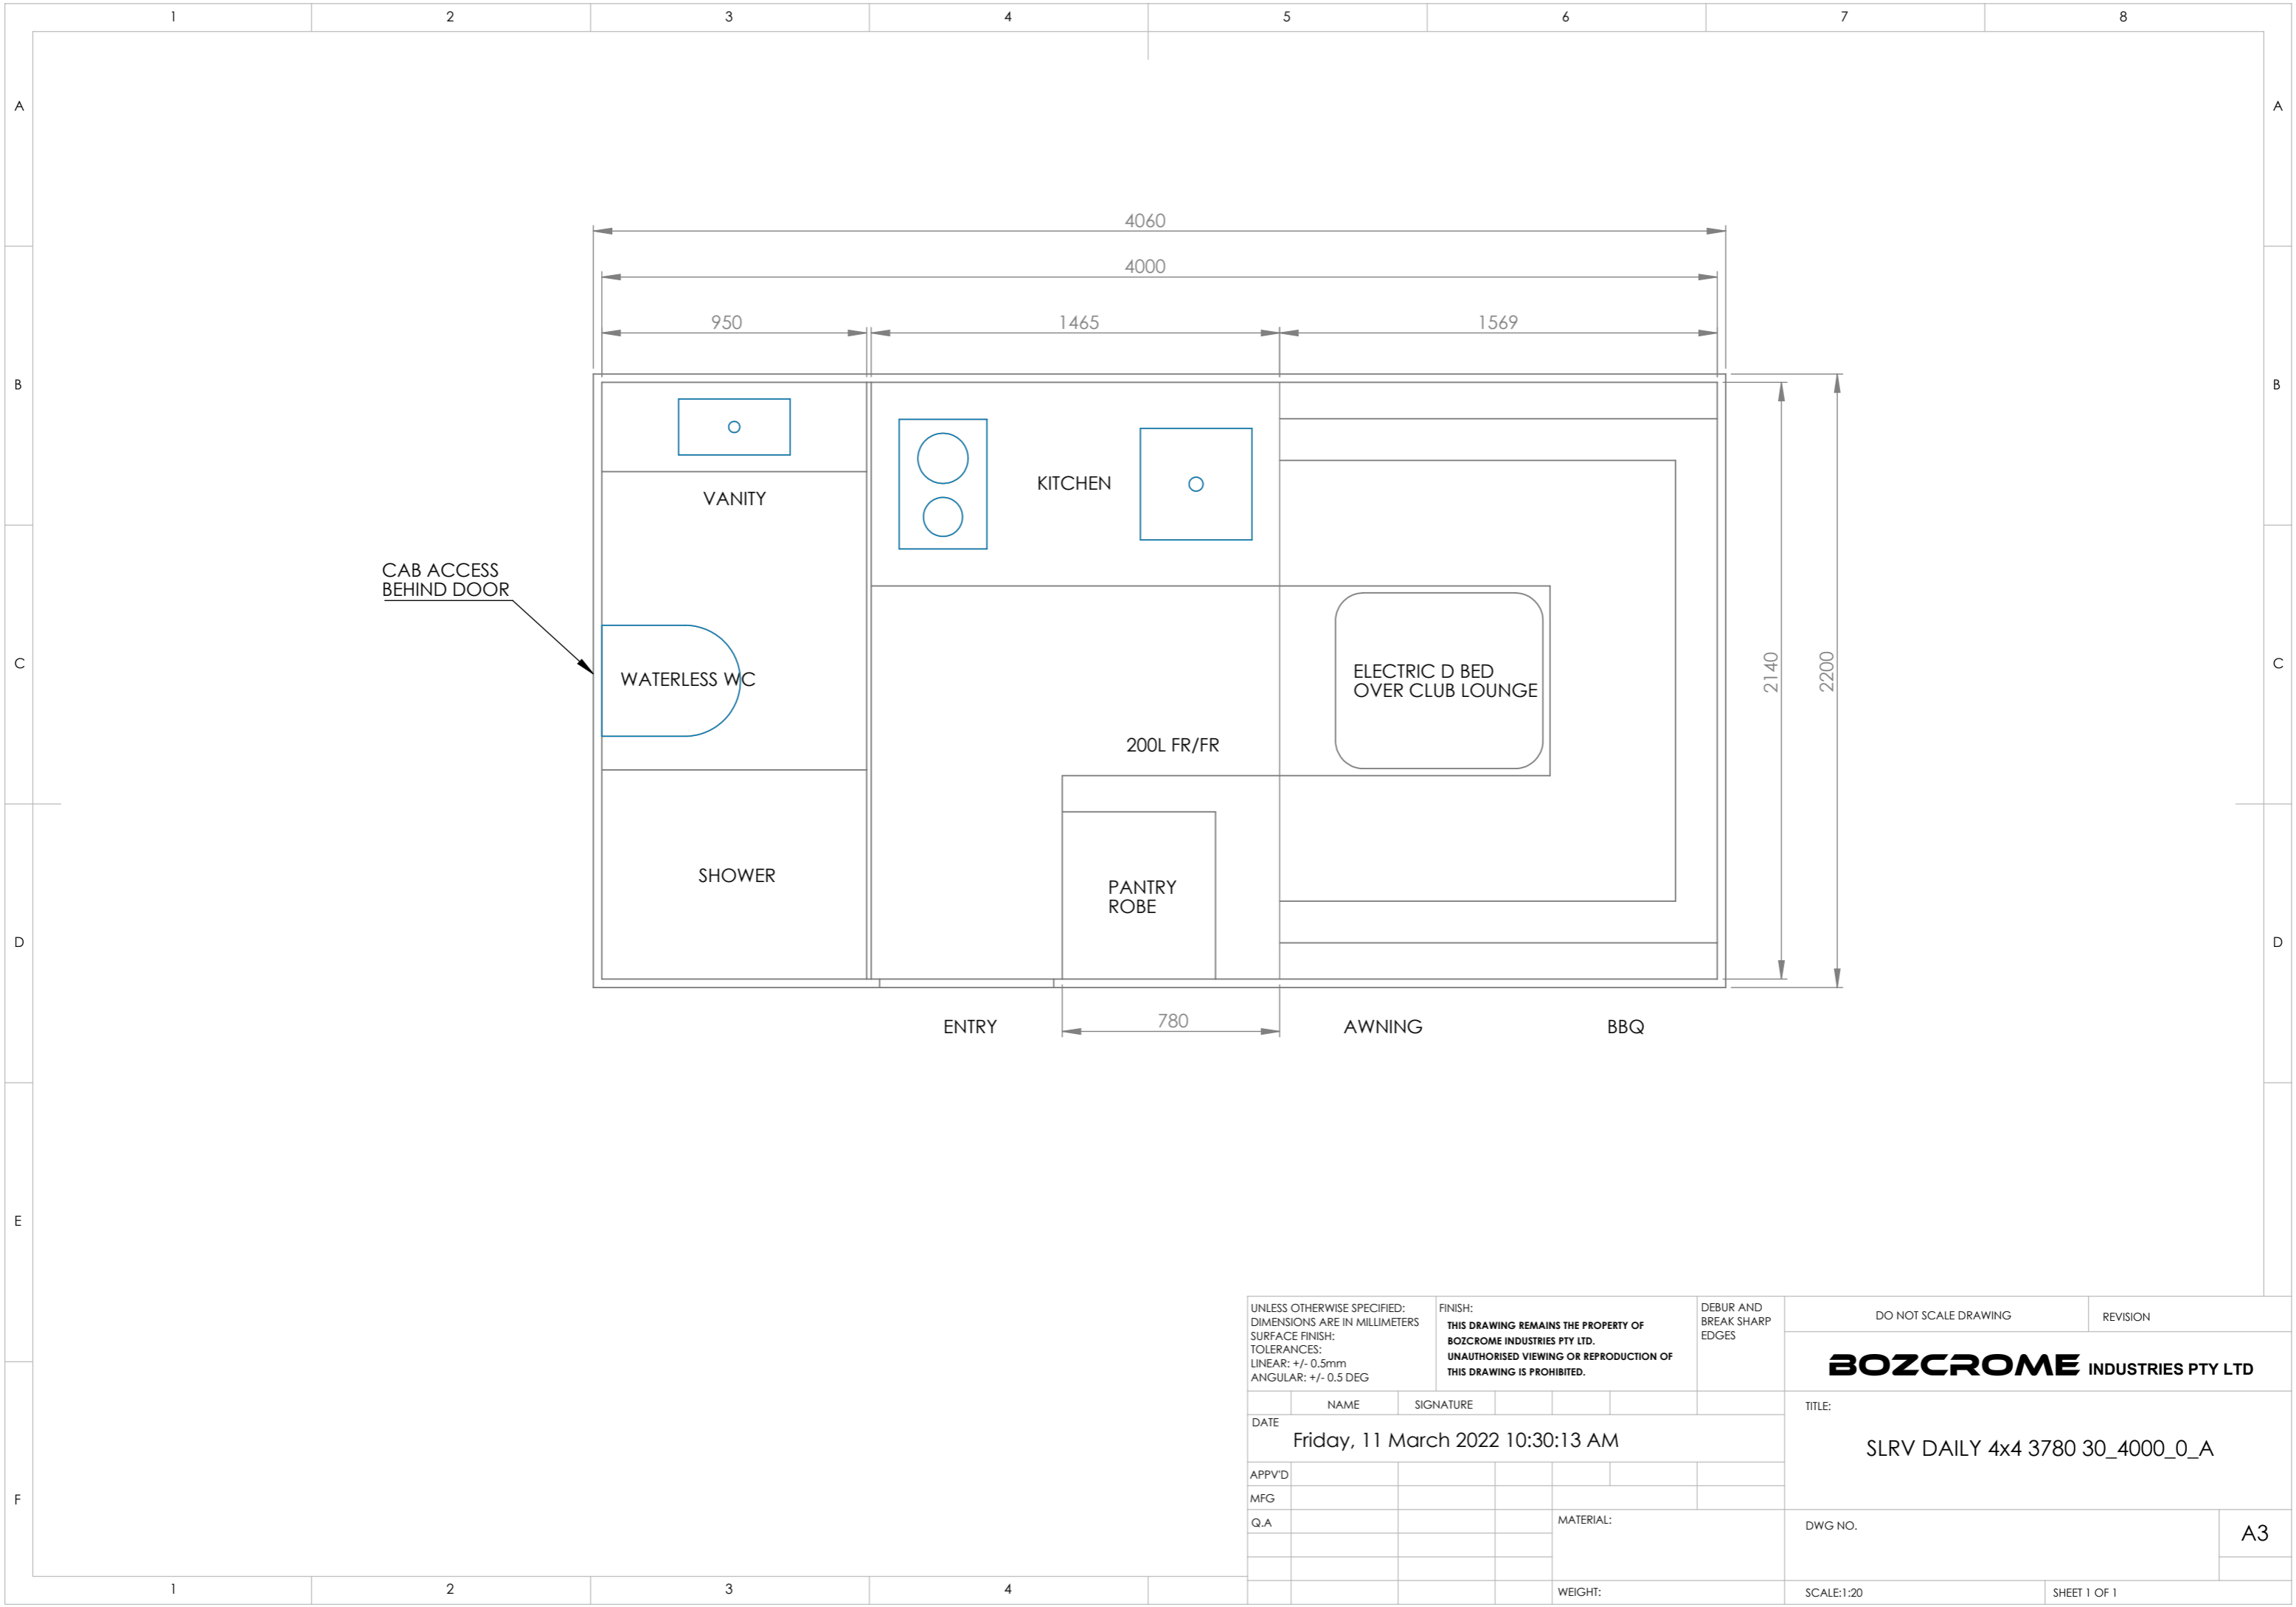 1 2 3 4 5 6 7 8
A A
4060
4000
950 1465 1569
B B
KITCHEN
VANITY
CAB ACCESS
BEHIND DOOR
C C
WATERLESS WC
ELECTRIC D BED
OVER CLUB LOUNGE
2140
2200
200L FR/FR
SHOWER
PANTRY
ROBE
D D
ENTRY 780 AWNING BBQ
E
F
UNLESS OTHERWISE SPECIFIED:
DIMENSIONS ARE IN MILLIMETERS
SURFACE FINISH:
TOLERANCES:
LINEAR: +/- 0.5mm
ANGULAR: +/- 0.5 DEG
FINISH:
THIS DRAWING REMAINS THE PROPERTY OF
BOZCROME INDUSTRIES PTY LTD.
UNAUTHORISED VIEWING OR REPRODUCTION OF
THIS DRAWING IS PROHIBITED.
DEBUR AND
BREAK SHARP
EDGES
DO NOT SCALE DRAWING
REVISION
BOZCROME INDUSTRIES PTY LTD
NAME SIGNATURE
DATE
Friday, 11 March 2022 10:30:13 AM
TITLE:
SLRV DAILY 4x4 3780 30_4000_0_A
APPV'D
MFG
Q.A
MATERIAL:
DWG NO.
A3
WEIGHT:
SCALE:1:20
SHEET 1 OF 1
1 2 3 4